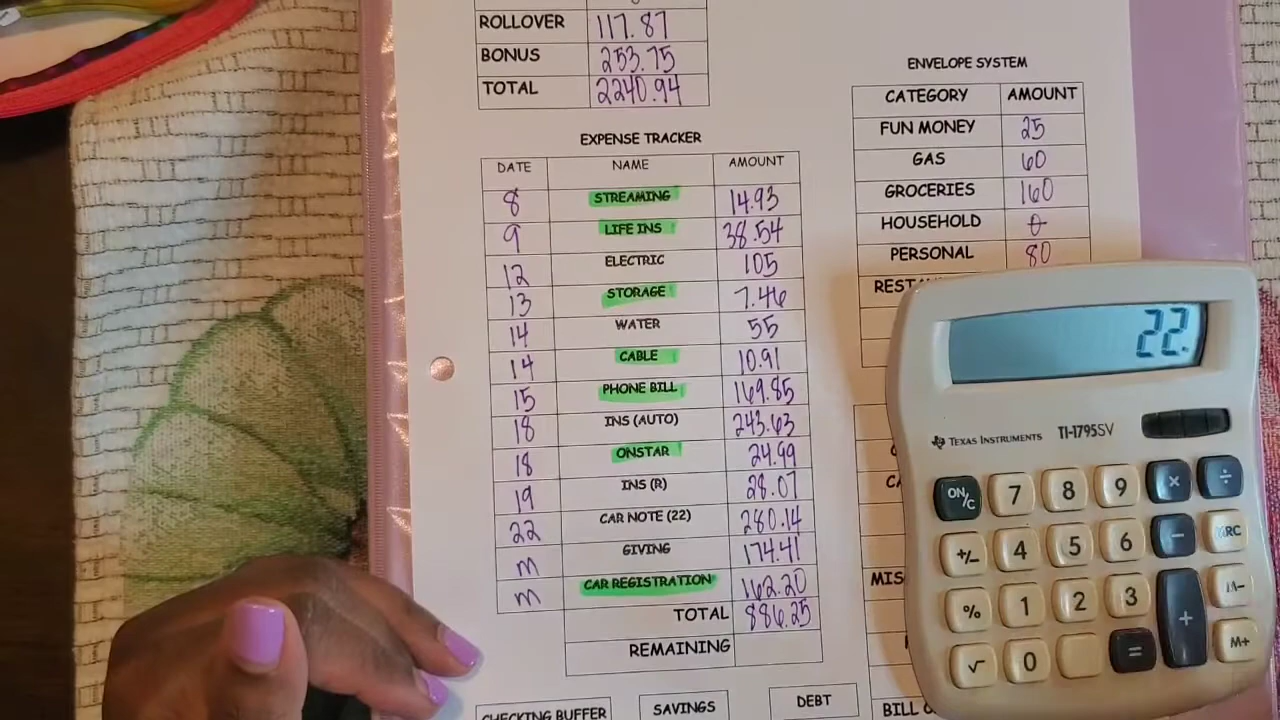 ROLLOVER 117.87
BONUS 253.75
TOTAL 2240.94
EXPENSE TRACKER
DATE NAME AMOUNT
8 STREAMING 14.93
9 LIFE INS 38.54
12 ELECTRIC 105
13 STORAGE 7.46
14 WATER 55
14 CABLE 10.91
15 PHONE BILL 169.85
18 INS (AUTO) 243.63
18 ONSTAR 24.99
19 INS (R) 28.07
22 CAR NOTE (22) 280.14
m GIVING 174.41
m CAR REGISTRATION 162.20
TOTAL 886.25
REMAINING
CHECKING BUFFER SAVINGS DEBT
ENVELOPE SYSTEM
CATEGORY AMOUNT
FUN MONEY 25
GAS 60
GROCERIES 160
HOUSEHOLD 0
PERSONAL 80
BILL
22.
TEXAS INSTRUMENTS TI-1795SV
ON/C 7 8 9 × ÷
+/- 4 5 6 −
% 1 2 3 + M-
√ 0 = M+